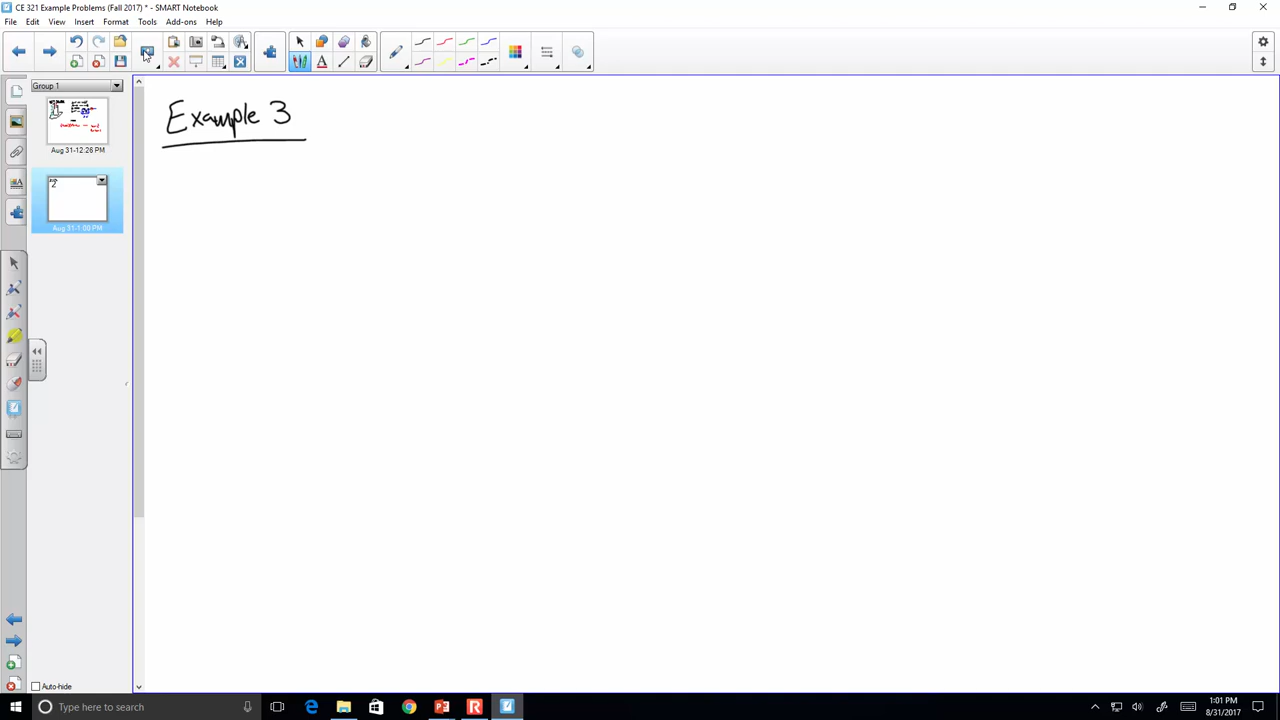 CE 321 Example Problems (Fall 2017) * - SMART Notebook
File Edit View Insert Format Tools Add-ons Help
Group 1
Aug 31-12:26 PM
Aug 31-1:00 PM
Example 3
Auto-hide
Type here to search
1:01 PM
8/31/2017